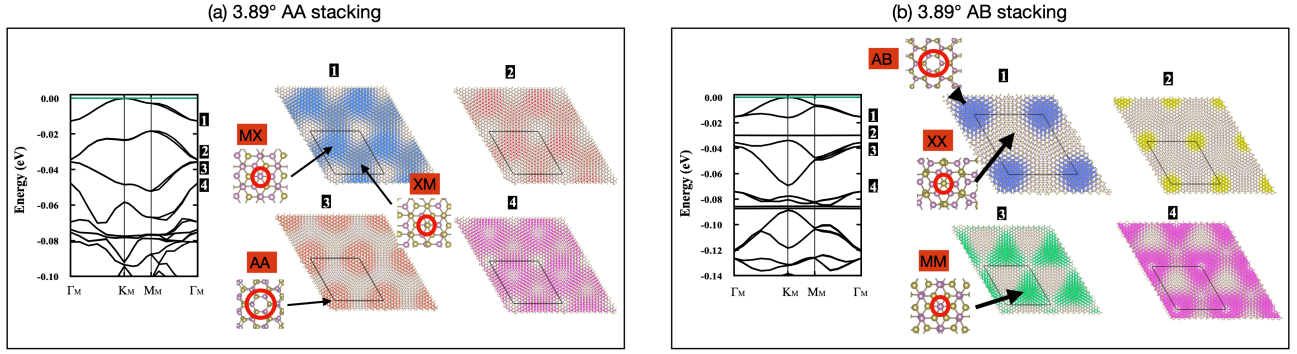 (a) 3.89° AA stacking
1
2
MX
XM
3
4
AA
Energy (eV)
0.00
-0.02
-0.04
-0.06
-0.08
-0.10
1
2
3
4
ΓM
KM
MM
ΓM
(b) 3.89° AB stacking
AB
1
2
XX
3
4
MM
Energy (eV)
0.00
-0.02
-0.04
-0.06
-0.08
-0.10
-0.12
-0.14
1
2
3
4
ΓM
KM
MM
ΓM